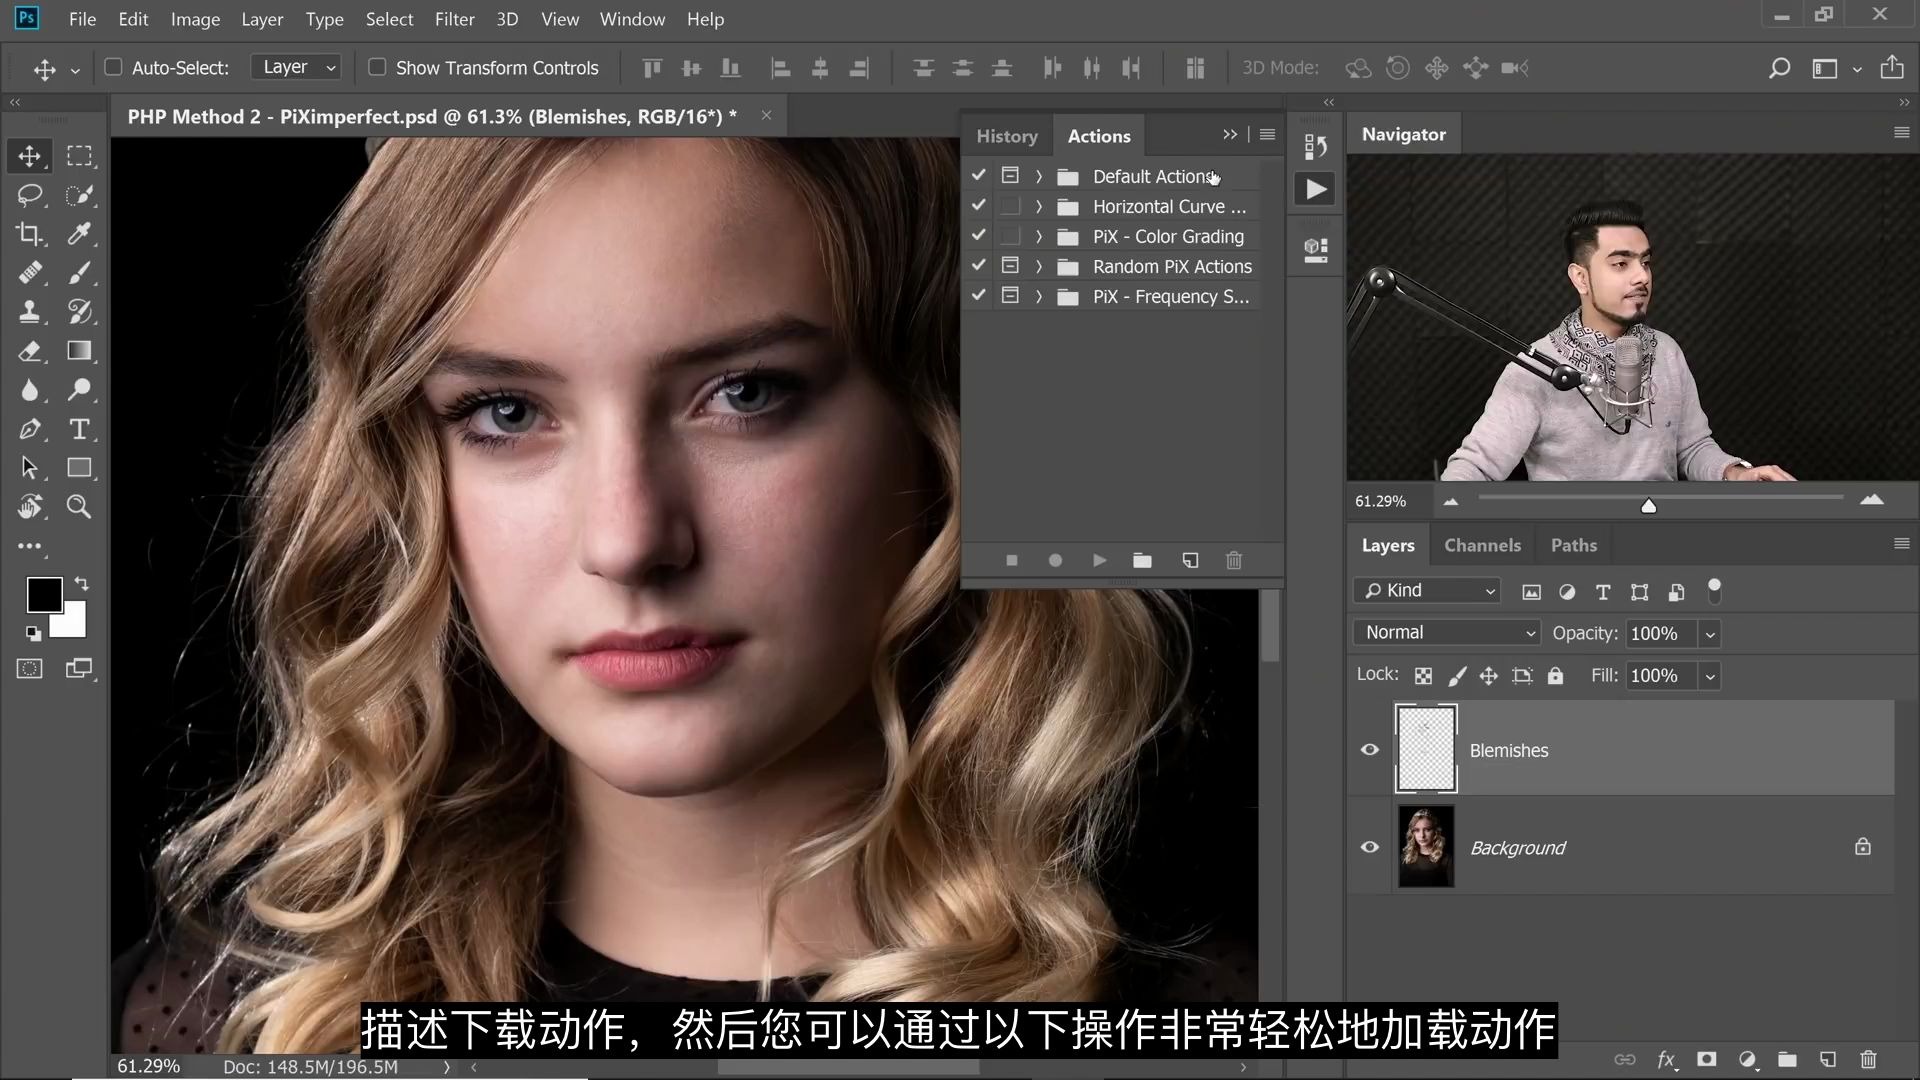 Ps File Edit Image Layer Type Select Filter 3D View Window Help
Auto-Select: Layer Show Transform Controls 3D Mode:
PHP Method 2 - PiXimperfect.psd @ 61.3% (Blemishes, RGB/16*) *
History Actions
Default Actions
Horizontal Curve ...
PiX - Color Grading
Random PiX Actions
PiX - Frequency S...
Navigator
61.29%
Layers Channels Paths
Kind
Normal Opacity: 100%
Lock: Fill: 100%
Blemishes
Background
描述下载动作，然后您可以通过以下操作非常轻松地加载动作
61.29% Doc: 148.5M/196.5M
fx